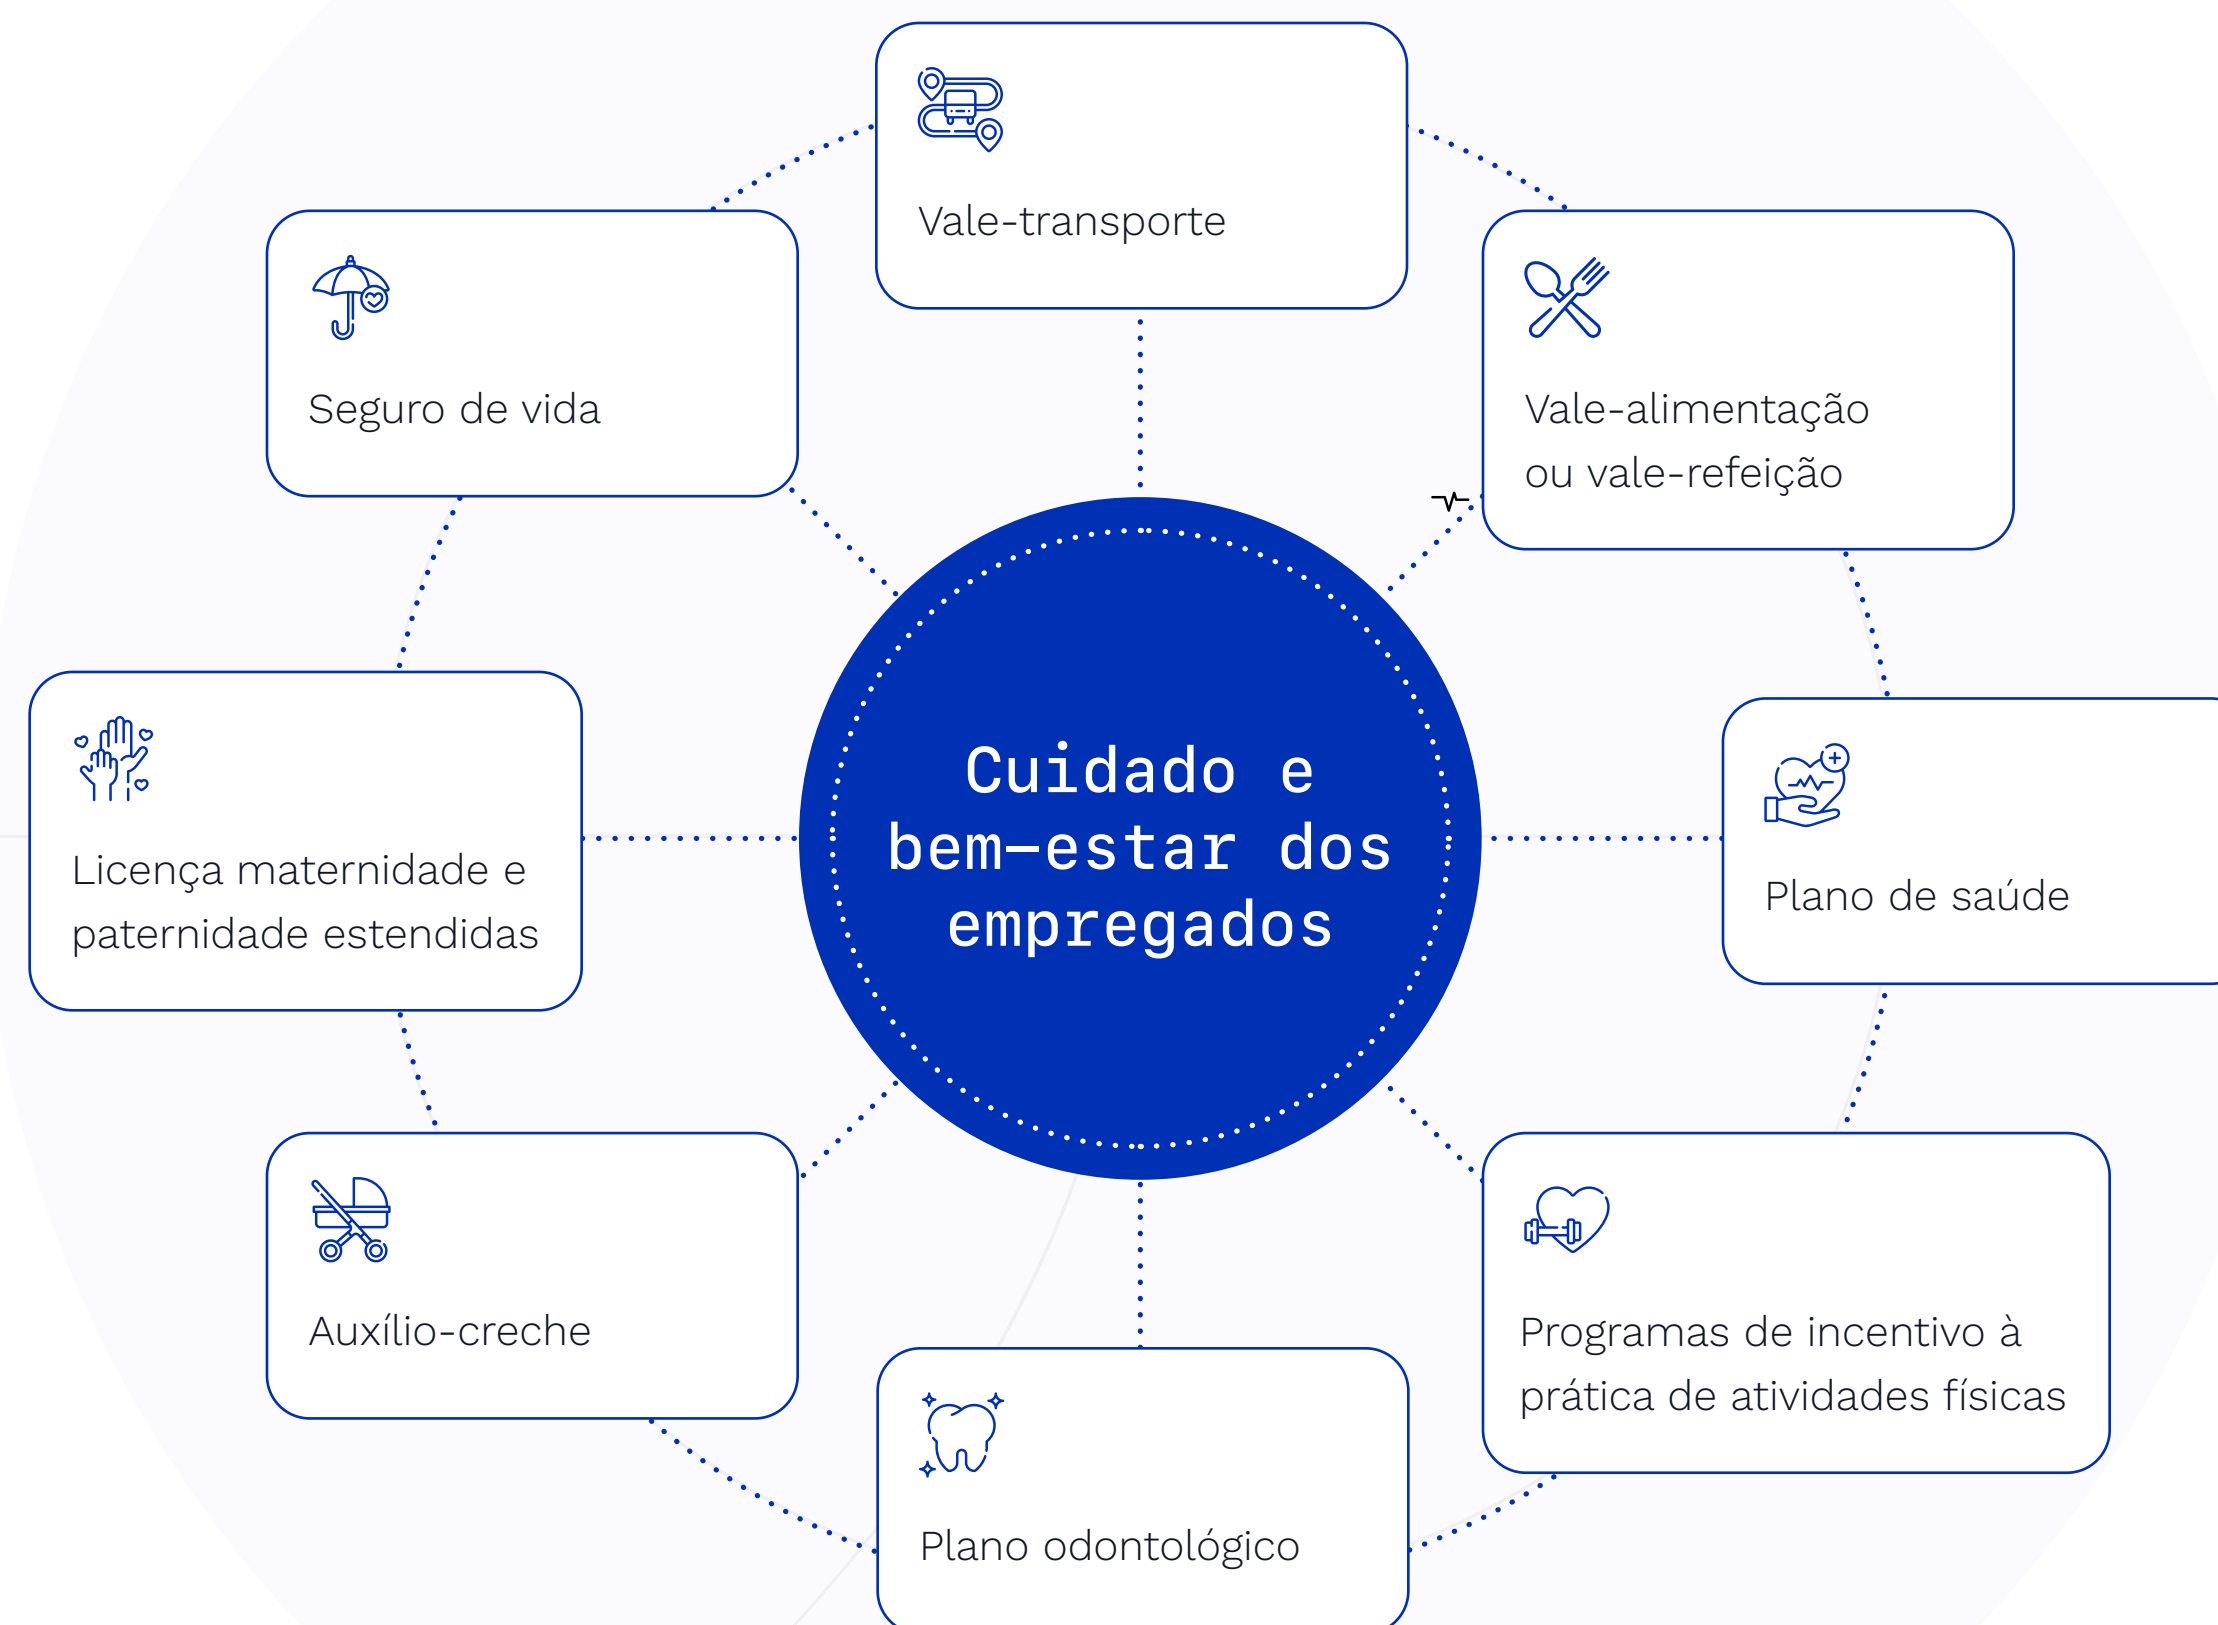 Vale-transporte
Seguro de vida
Vale-alimentação
ou vale-refeição
Cuidado e
bem-estar dos
empregados
Licença maternidade e
paternidade estendidas
Plano de saúde
Auxílio-creche
Programas de incentivo à
prática de atividades físicas
Plano odontológico